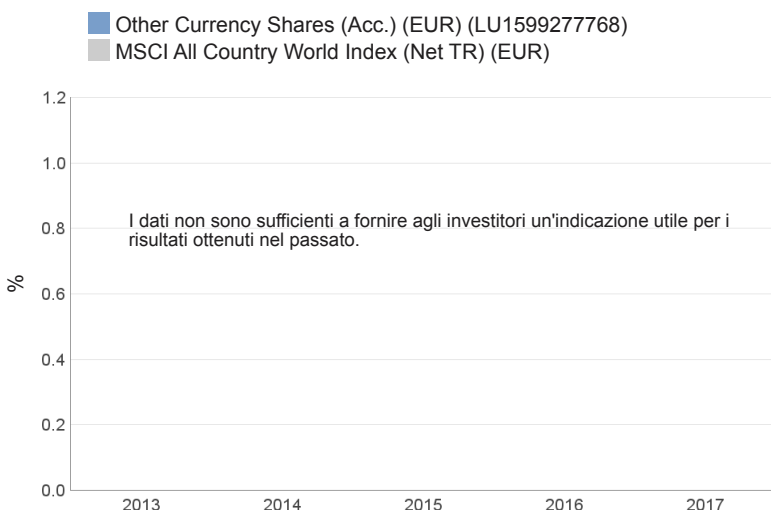 Other Currency Shares (Acc.) (EUR) (LU1599277768)
MSCI All Country World Index (Net TR) (EUR)
1.2
1.0
I dati non sono sufficienti a fornire agli investitori un'indicazione utile per i
0.8
risultati ottenuti nel passato.
%
0.6
0.4
0.2
0.0
2013 2014 2015 2016 2017